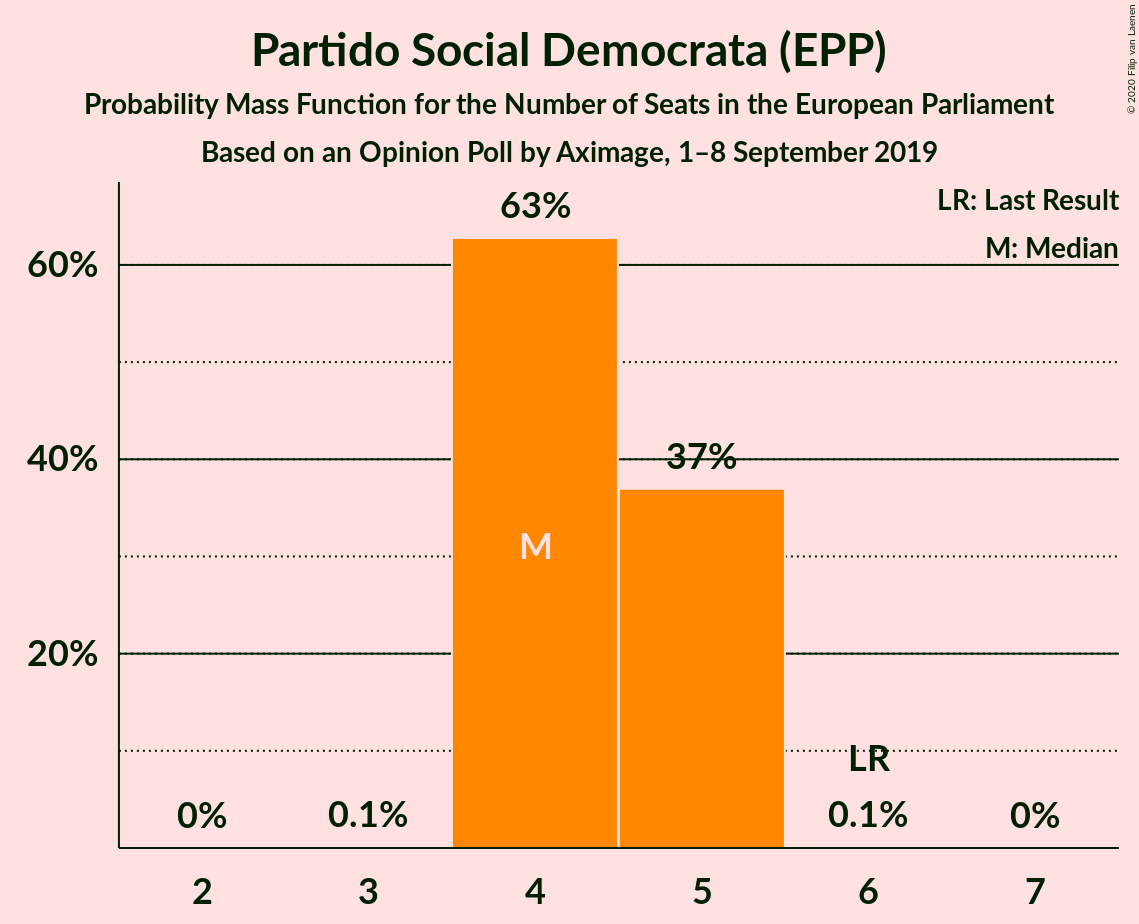 Partido Social Democrata (EPP)
Probability Mass Function for the Number of Seats in the European Parliament
Based on an Opinion Poll by Aximage, 1–8 September 2019
© 2020 Filip van Laenen
LR: Last Result
M: Median
63%
60%
40%
37%
M
20%
LR
0%
0.1%
0.1%
0%
2
3
4
5
6
7